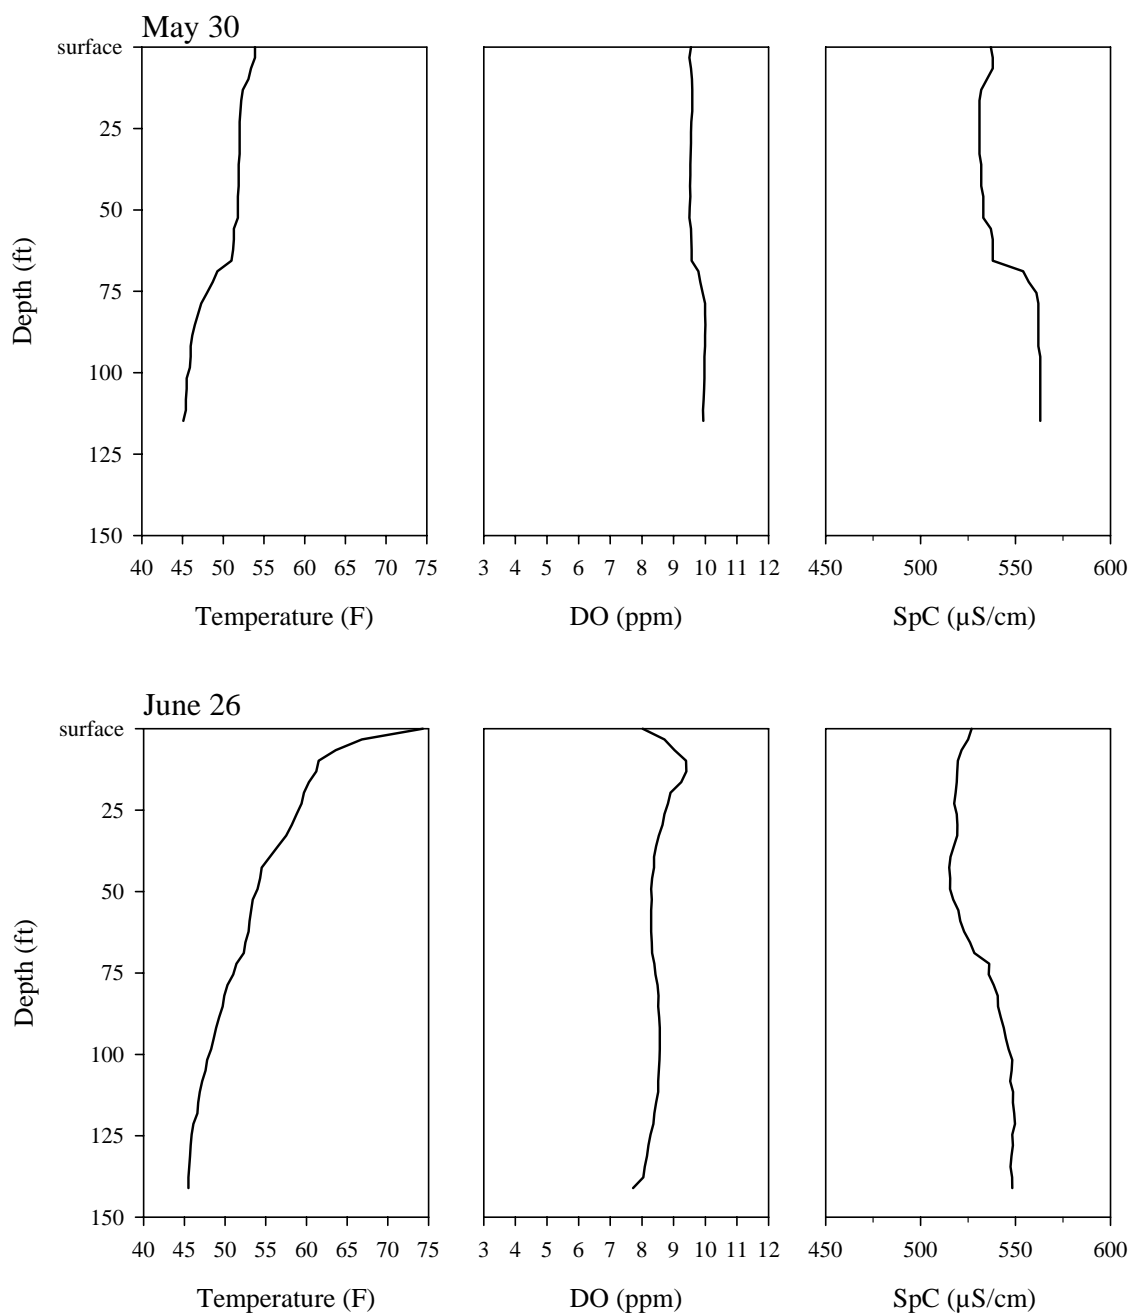 May 30
surface
25
50
75
100
125
150
Depth (ft)
40 45 50 55 60 65 70 75
Temperature (F)
3 4 5 6 7 8 9 10 11 12
DO (ppm)
450 500 550 600
SpC (µS/cm)
June 26
surface
25
50
75
100
125
150
Depth (ft)
40 45 50 55 60 65 70 75
Temperature (F)
3 4 5 6 7 8 9 10 11 12
DO (ppm)
450 500 550 600
SpC (µS/cm)